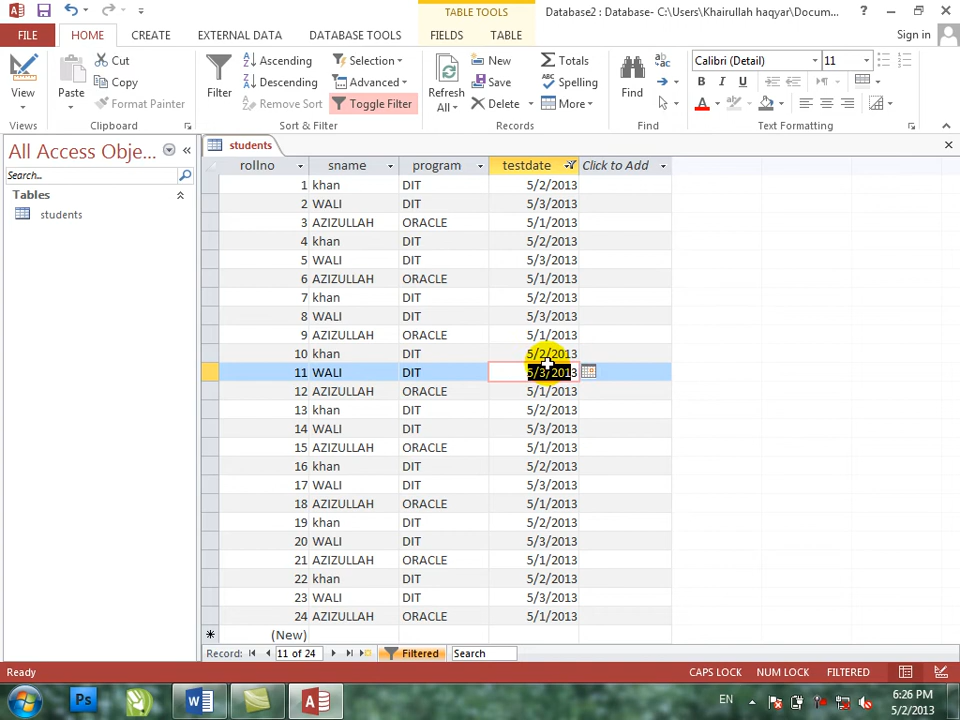 TABLE TOOLS
Database2 : Database- C:\Users\Khairullah haqyar\Docum...
?
FILE
HOME
CREATE
EXTERNAL DATA
DATABASE TOOLS
FIELDS
TABLE
Sign in
View
Paste
Cut
Copy
Format Painter
Filter
Ascending
Descending
Remove Sort
Selection
Advanced
Toggle Filter
Refresh
All
New
Save
Delete
Totals
Spelling
More
Find
Calibri (Detail)
11
B I U
A
Views
Clipboard
Sort & Filter
Records
Find
Text Formatting
All Access Obje...
Search...
Tables
students
students
rollno sname program testdate Click to Add
1 khan DIT 5/2/2013
2 WALI DIT 5/3/2013
3 AZIZULLAH ORACLE 5/1/2013
4 khan DIT 5/2/2013
5 WALI DIT 5/3/2013
6 AZIZULLAH ORACLE 5/1/2013
7 khan DIT 5/2/2013
8 WALI DIT 5/3/2013
9 AZIZULLAH ORACLE 5/1/2013
10 khan DIT 5/2/2013
11 WALI DIT 5/3/2013
12 AZIZULLAH ORACLE 5/1/2013
13 khan DIT 5/2/2013
14 WALI DIT 5/3/2013
15 AZIZULLAH ORACLE 5/1/2013
16 khan DIT 5/2/2013
17 WALI DIT 5/3/2013
18 AZIZULLAH ORACLE 5/1/2013
19 khan DIT 5/2/2013
20 WALI DIT 5/3/2013
21 AZIZULLAH ORACLE 5/1/2013
22 khan DIT 5/2/2013
23 WALI DIT 5/3/2013
24 AZIZULLAH ORACLE 5/1/2013
(New)
Record: 11 of 24 Filtered Search
Ready CAPS LOCK NUM LOCK FILTERED
Ps
EN
6:26 PM
5/2/2013